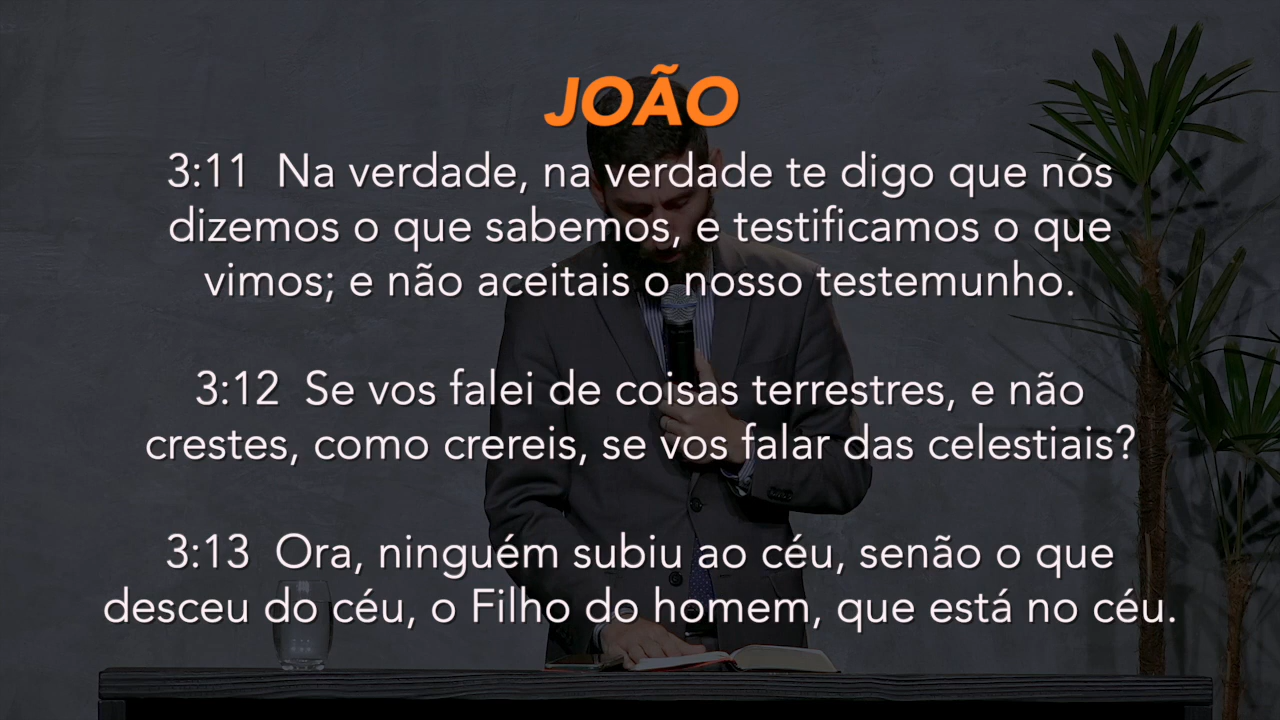 JOÃO
3:11 Na verdade, na verdade te digo que nós
dizemos o que sabemos, e testificamos o que
vimos; e não aceitais o nosso testemunho.
3:12 Se vos falei de coisas terrestres, e não
crestes, como crereis, se vos falar das celestiais?
3:13 Ora, ninguém subiu ao céu, senão o que
desceu do céu, o Filho do homem, que está no céu.